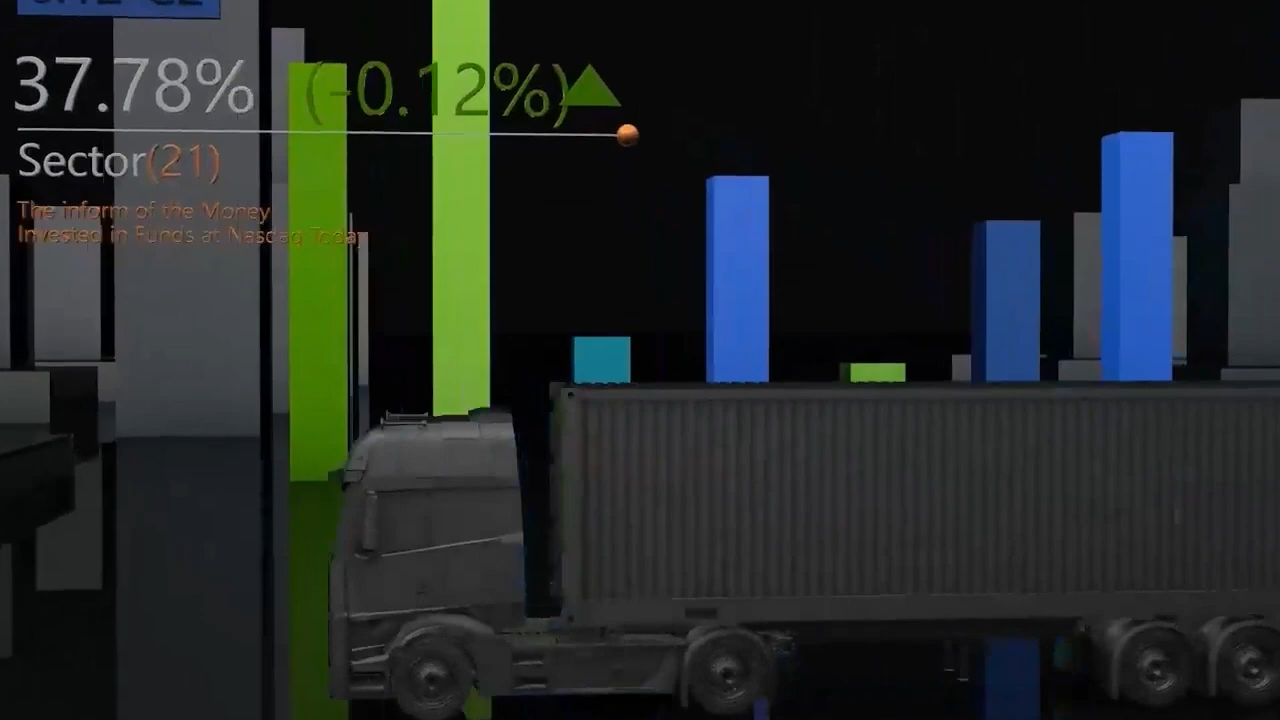 37.78% (-0.12%)▲
Sector(21)
The inform of the Money
Invested in Funds at Nasdaq Today